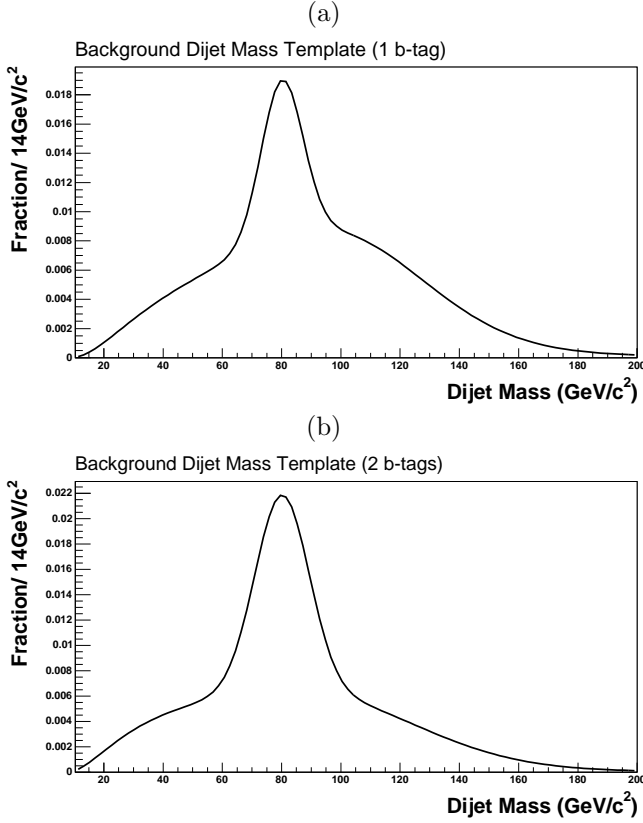 (a)
Background Dijet Mass Template (1 b-tag)
Fraction/ 14GeV/c²
0.018
0.016
0.014
0.012
0.01
0.008
0.006
0.004
0.002
0
20 40 60 80 100 120 140 160 180 200
Dijet Mass (GeV/c²)
(b)
Background Dijet Mass Template (2 b-tags)
Fraction/ 14GeV/c²
0.022
0.02
0.018
0.016
0.014
0.012
0.01
0.008
0.006
0.004
0.002
0
20 40 60 80 100 120 140 160 180 200
Dijet Mass (GeV/c²)